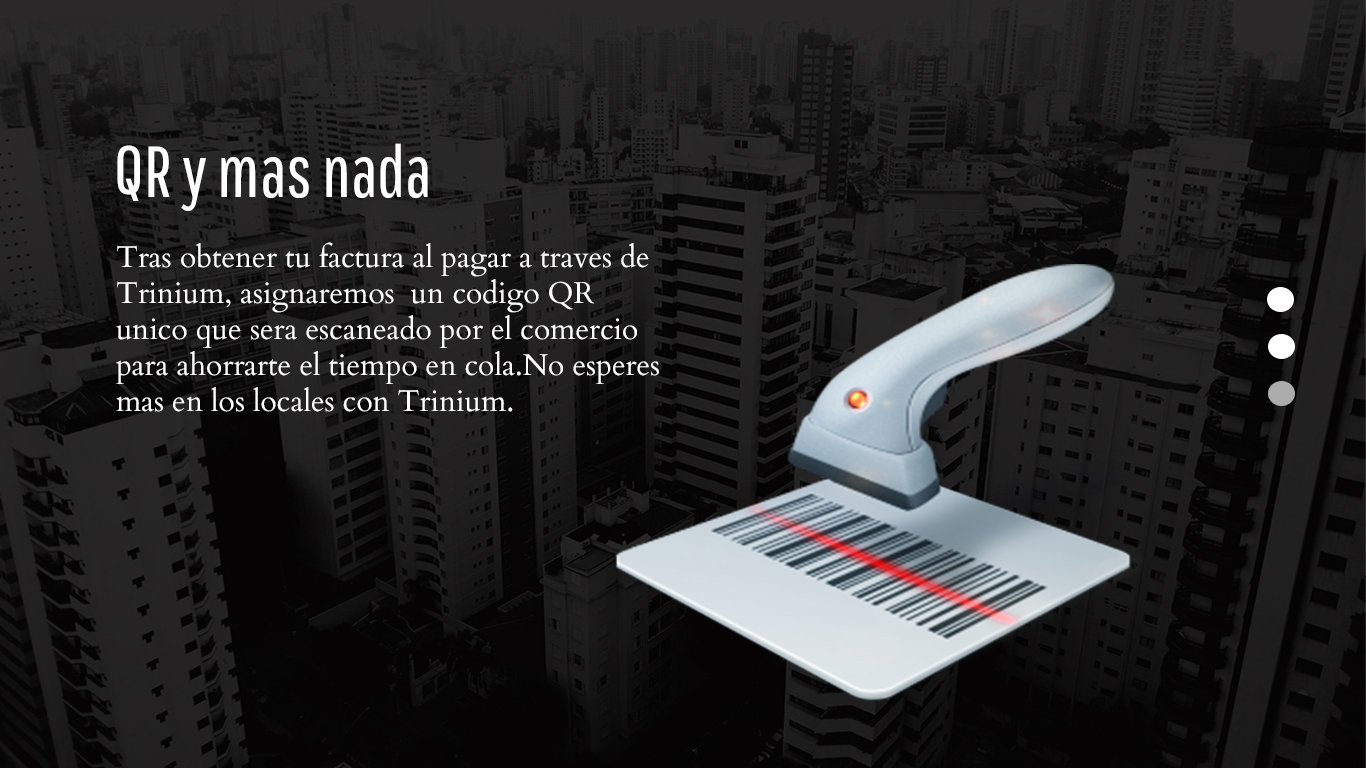 QR y mas nada
Tras obtener tu factura al pagar a traves de
Trinium, asignaremos  un codigo QR
unico que sera escaneado por el comercio
para ahorrarte el tiempo en cola.No esperes
mas en los locales con Trinium.